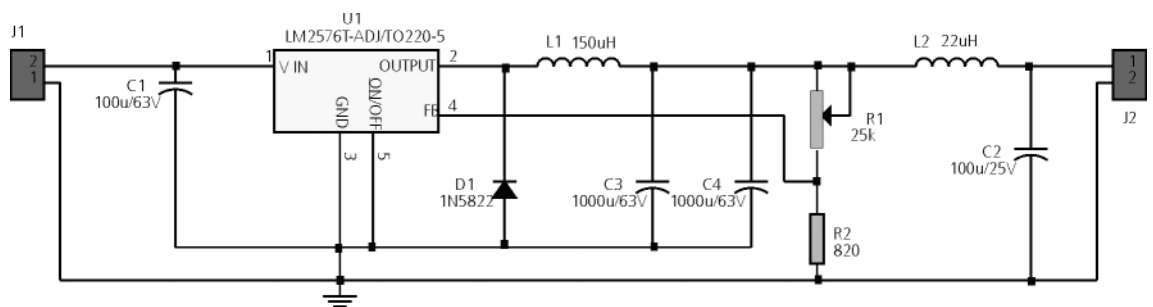 U1
LM2576T-ADJ/TO220-5
J1
2
1
1
V IN
OUTPUT
2
GND
ON/OFF
FB
4
3
5
C1
100u/63V
L1 150uH
L2 22uH
1
2
J2
R1
25k
D1
1N5822
C3
1000u/63V
C4
1000u/63V
C2
100u/25V
R2
820